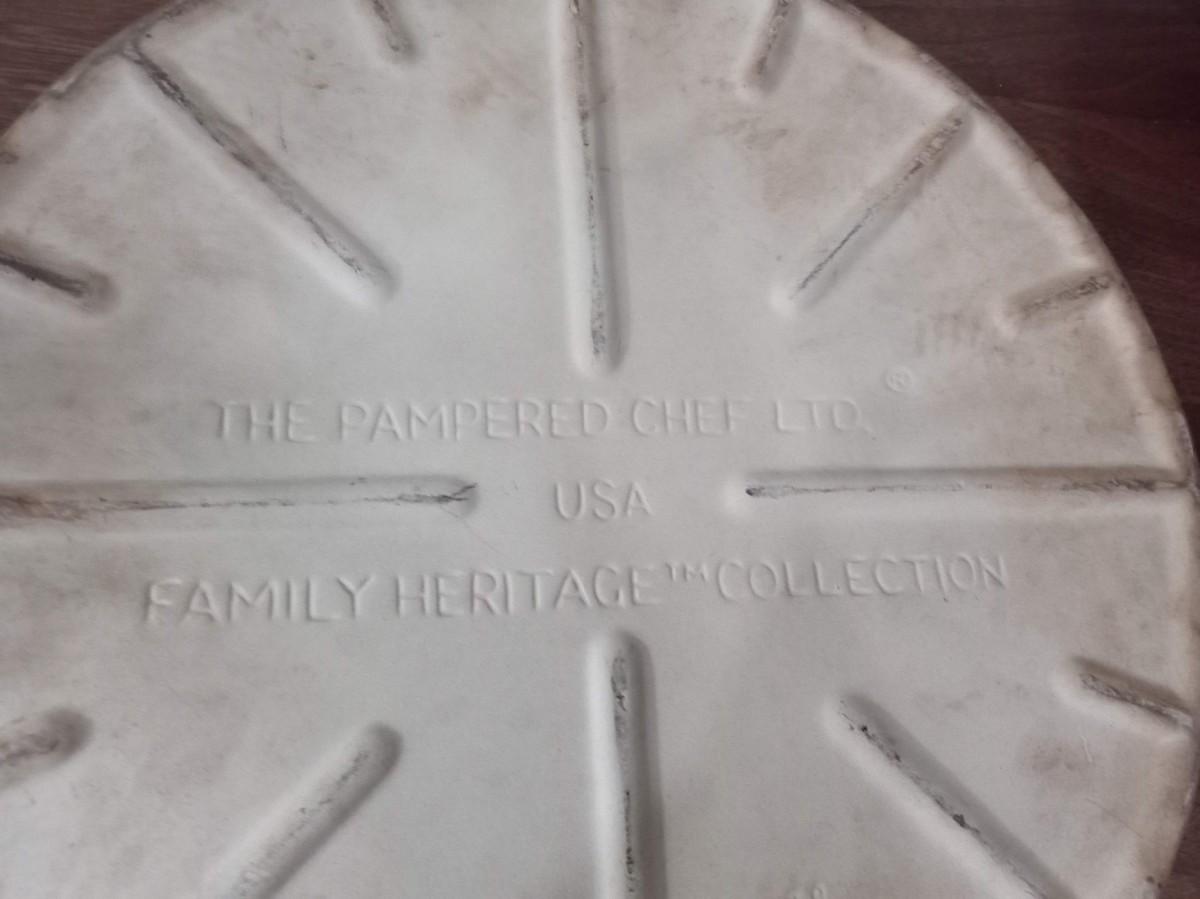 THE PAMPERED CHEF LTD. ®
USA
FAMILY HERITAGE™ COLLECTION